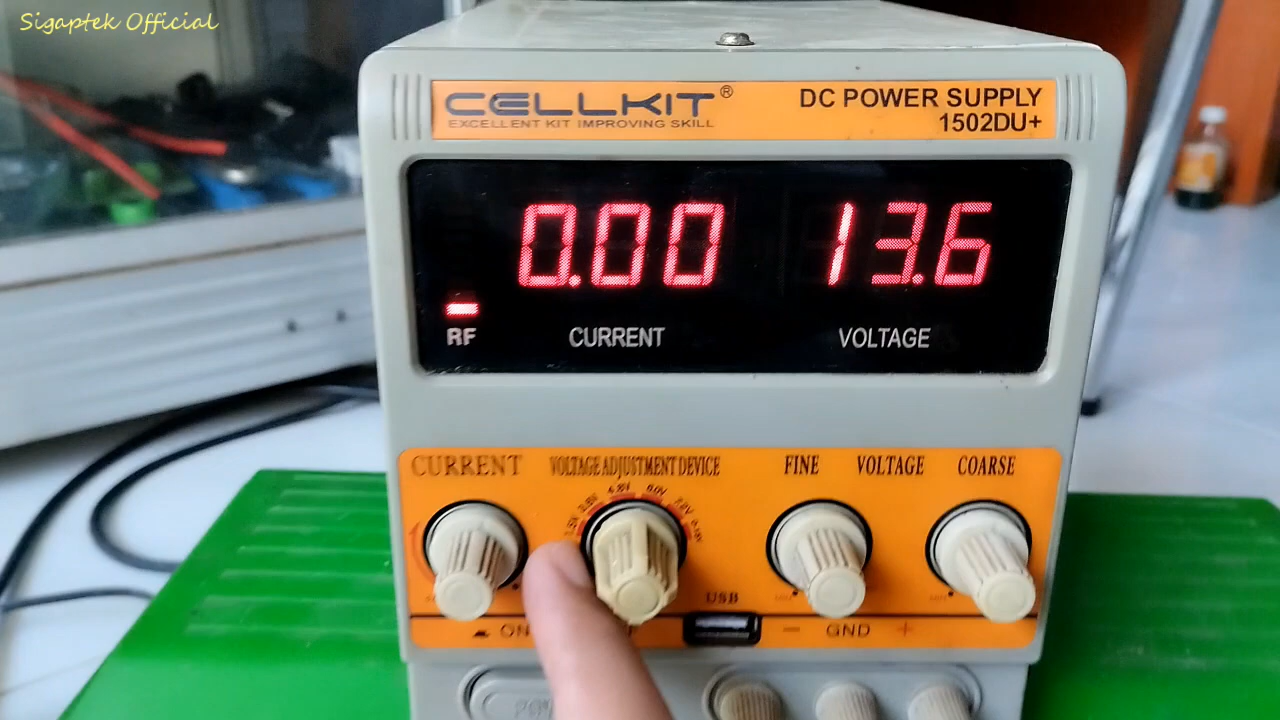 Sigaptek Official
CELLKIT®
EXCELLENT KIT IMPROVING SKILL
DC POWER SUPPLY
1502DU+
0.00 13.6
RF CURRENT VOLTAGE
CURRENT VOLTAGE ADJUSTMENT DEVICE FINE VOLTAGE COARSE
USB
ON
GND